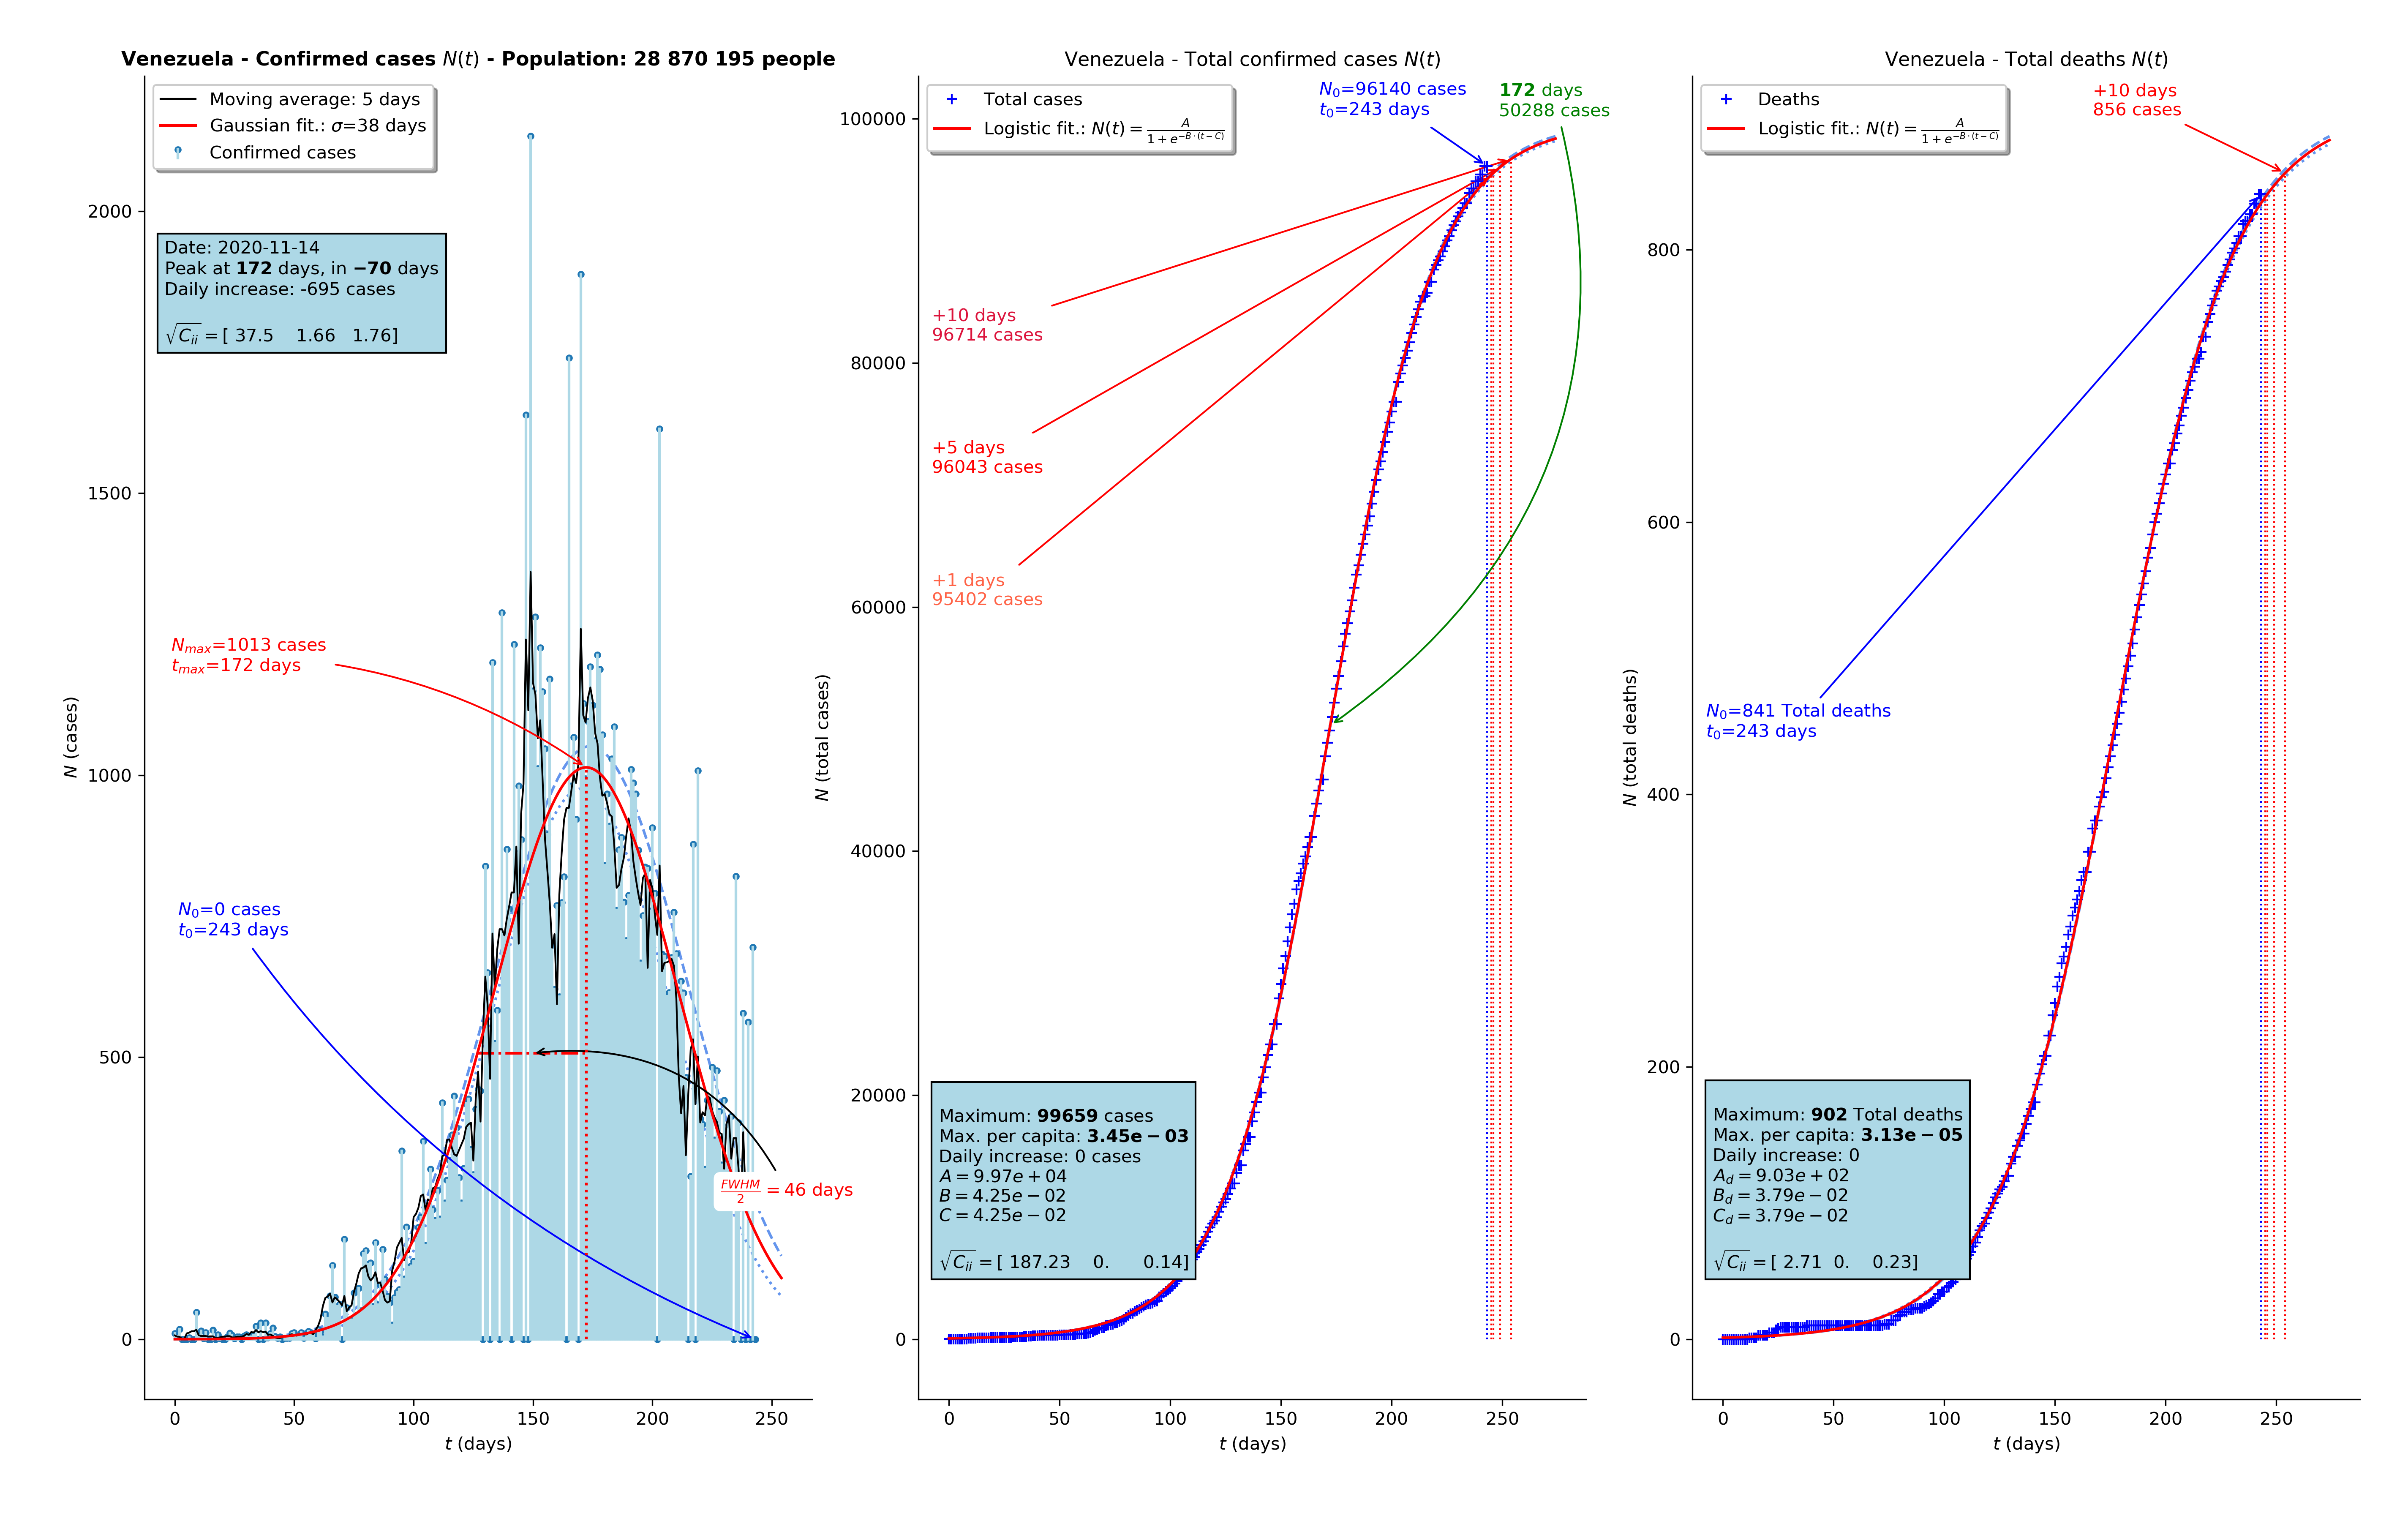 Venezuela - Confirmed cases N(t) - Population: 28 870 195 people
Moving average: 5 days
Gaussian fit.: σ=38 days
Confirmed cases
Date: 2020-11-14
Peak at 172 days, in −70 days
Daily increase: -695 cases
√C_ii = [ 37.5 1.66 1.76]
N_max=1013 cases
t_max=172 days
N_0=0 cases
t_0=243 days
FWHM/2 = 46 days
2000
1500
1000
500
0
N (cases)
0 50 100 150 200 250
t (days)
Venezuela - Total confirmed cases N(t)
Total cases
Logistic fit.: N(t) = A/(1 + e^{−B·(t−C)})
N_0=96140 cases
t_0=243 days
172 days
50288 cases
+10 days
96714 cases
+5 days
96043 cases
+1 days
95402 cases
Maximum: 99659 cases
Max. per capita: 3.45e − 03
Daily increase: 0 cases
A = 9.97e + 04
B = 4.25e − 02
C = 4.25e − 02
√C_ii = [ 187.23 0. 0.14]
100000
80000
60000
40000
20000
0
N (total cases)
0 50 100 150 200 250
t (days)
Venezuela - Total deaths N(t)
Deaths
Logistic fit.: N(t) = A/(1 + e^{−B·(t−C)})
+10 days
856 cases
N_0=841 Total deaths
t_0=243 days
Maximum: 902 Total deaths
Max. per capita: 3.13e − 05
Daily increase: 0
A_d = 9.03e + 02
B_d = 3.79e − 02
C_d = 3.79e − 02
√C_ii = [ 2.71 0. 0.23]
800
600
400
200
0
N (total deaths)
0 50 100 150 200 250
t (days)